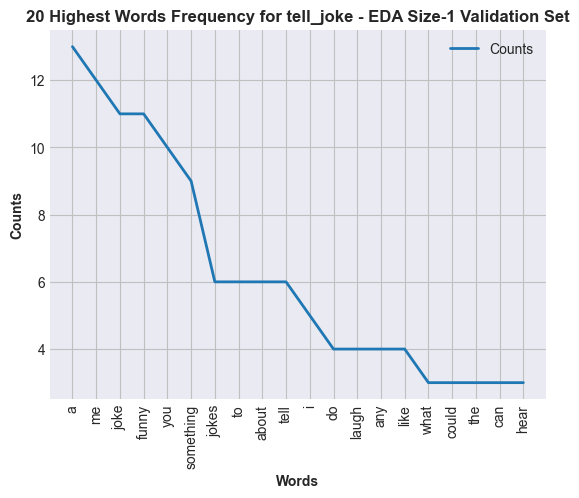 20 Highest Words Frequency for tell_joke - EDA Size-1 Validation Set
Counts
Counts
12
10
8
6
4
a
me
joke
funny
you
something
jokes
to
about
tell
i
do
laugh
any
like
what
could
the
can
hear
Words